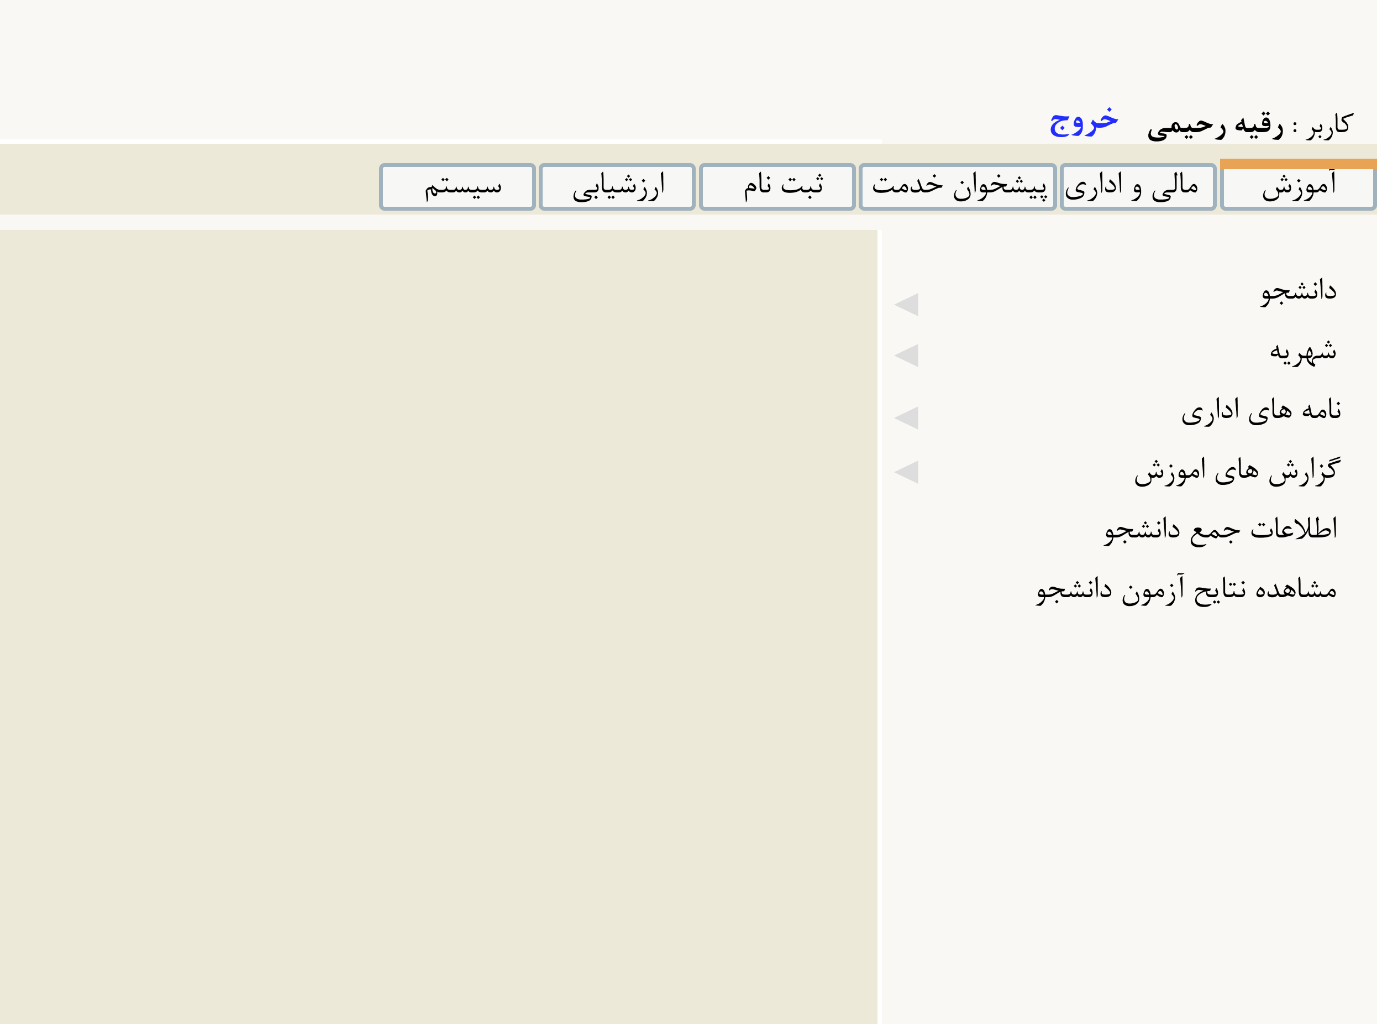 کاربر : رقیه رحیمی خروج
آموزش مالی و اداری پیشخوان خدمت ثبت نام ارزشیابی سیستم
دانشجو
شهریه
نامه های اداری
گزارش های اموزش
اطلاعات جمع دانشجو
مشاهده نتایح آزمون دانشجو